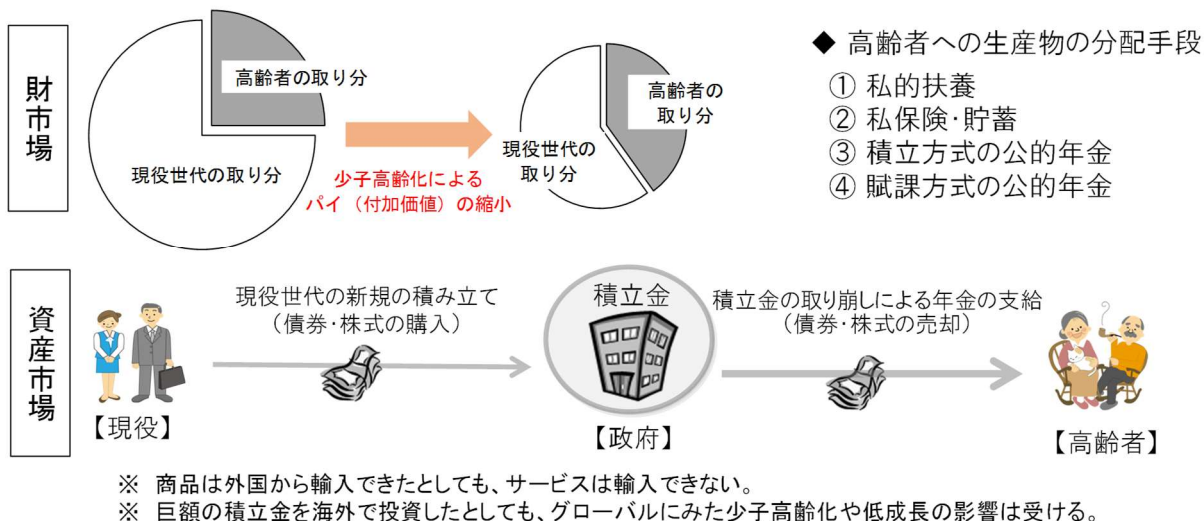 財市場
高齢者の取り分
現役世代の取り分
少子高齢化による
パイ（付加価値）の縮小
高齢者の
取り分
現役世代の
取り分
◆ 高齢者への生産物の分配手段
① 私的扶養
② 私保険・貯蓄
③ 積立方式の公的年金
④ 賦課方式の公的年金
資産市場
【現役】
現役世代の新規の積み立て
（債券・株式の購入）
積立金
【政府】
積立金の取り崩しによる年金の支給
（債券・株式の売却）
【高齢者】
※ 商品は外国から輸入できたとしても、サービスは輸入できない。
※ 巨額の積立金を海外で投資したとしても、グローバルにみた少子高齢化や低成長の影響は受ける。